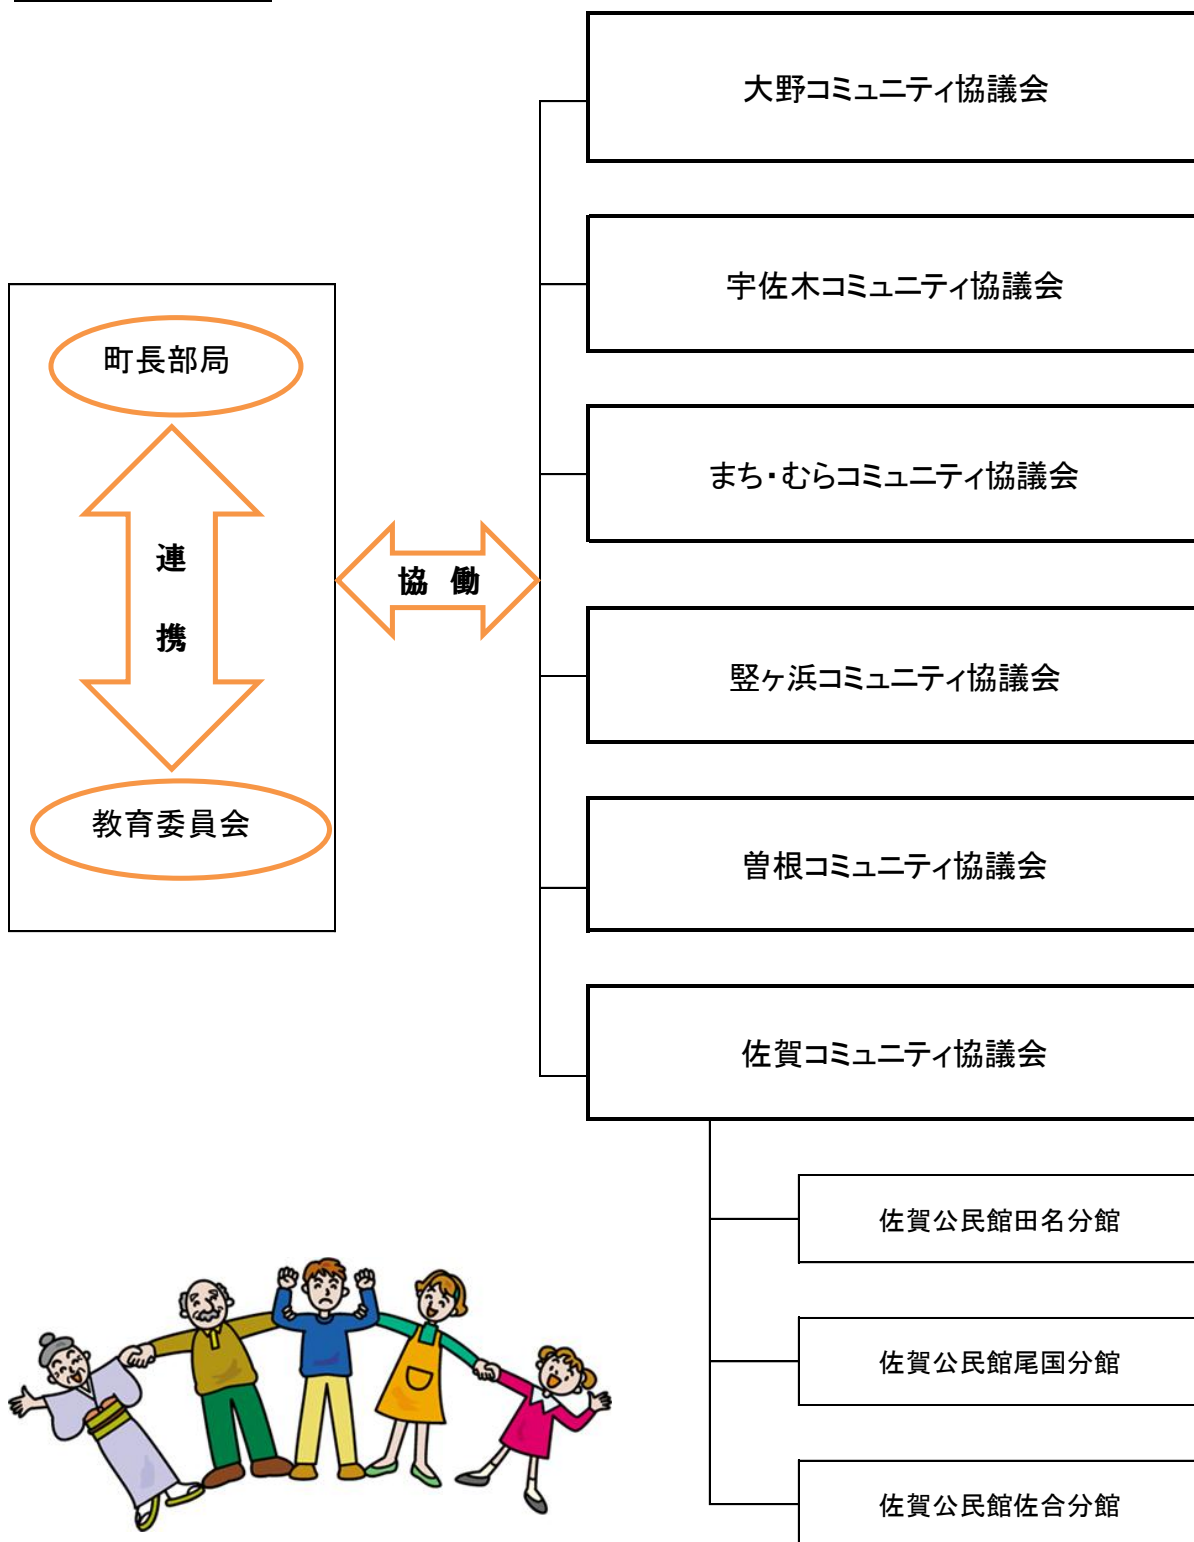 大野コミュニティ協議会
宇佐木コミュニティ協議会
町長部局
まち・むらコミュニティ協議会
連
携
協 働
竪ヶ浜コミュニティ協議会
教育委員会
曽根コミュニティ協議会
佐賀コミュニティ協議会
佐賀公民館田名分館
佐賀公民館尾国分館
佐賀公民館佐合分館